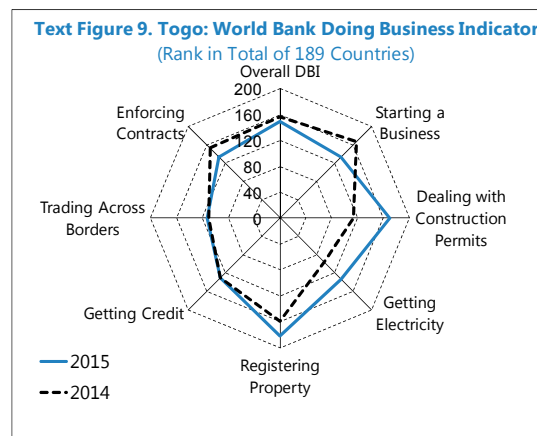 Text Figure 9. Togo: World Bank Doing Business Indicator
(Rank in Total of 189 Countries)
Overall DBI
200
160
120
80
40
0
Starting a
Business
Dealing with
Construction
Permits
Getting
Electricity
Registering
Property
Getting Credit
Trading Across
Borders
Enforcing
Contracts
2015
2014